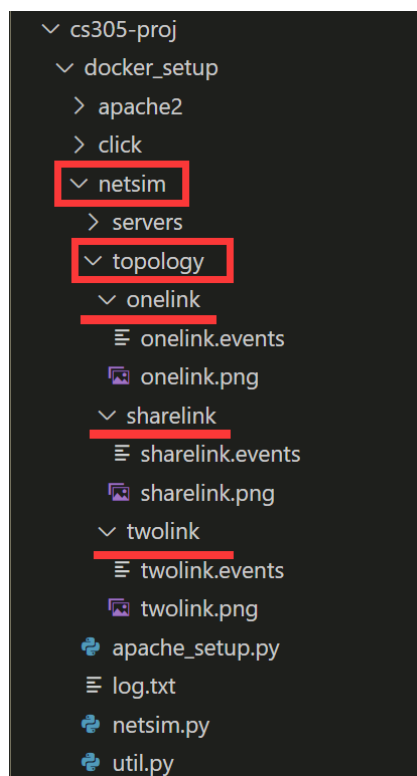 cs305-proj
docker_setup
apache2
click
netsim
servers
topology
onelink
onelink.events
onelink.png
sharelink
sharelink.events
sharelink.png
twolink
twolink.events
twolink.png
apache_setup.py
log.txt
netsim.py
util.py